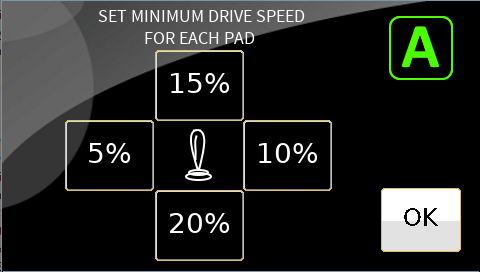 SET MINIMUM DRIVE SPEED
FOR EACH PAD
A
15%
5%
10%
20%
OK